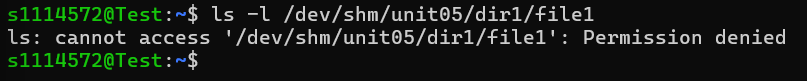 s1114572@Test:~$ ls -l /dev/shm/unit05/dir1/file1
ls: cannot access '/dev/shm/unit05/dir1/file1': Permission denied
s1114572@Test:~$